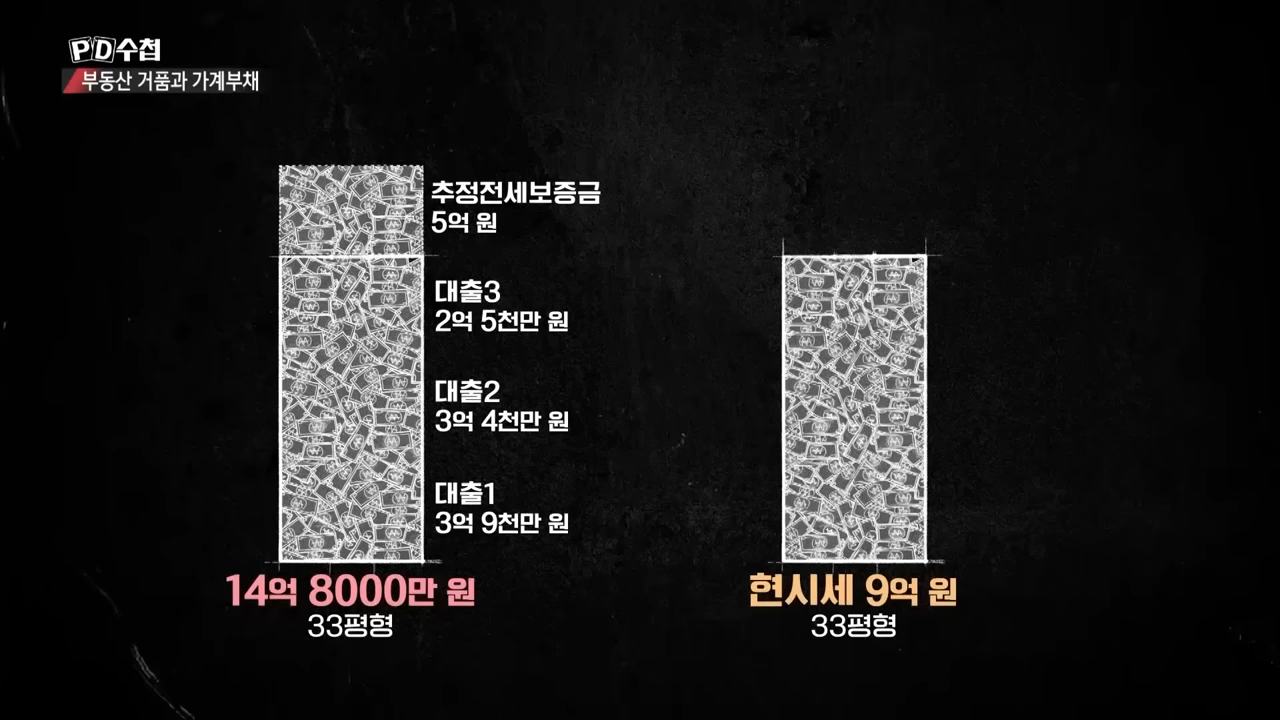 PD수첩
부동산 거품과 가계부채
추정전세보증금
5억 원
대출3
2억 5천만 원
대출2
3억 4천만 원
대출1
3억 9천만 원
14억 8000만 원
33평형
현시세 9억 원
33평형